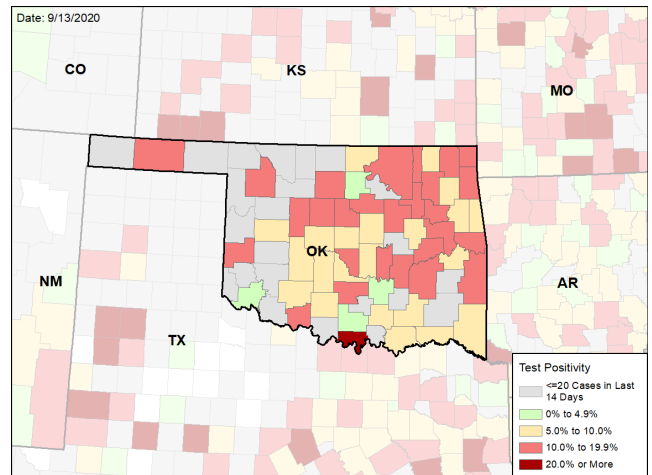 Date: 9/13/2020
CO
KS
MO
OK
NM
TX
AR
Test Positivity
<=20 Cases in Last
14 Days
0% to 4.9%
5.0% to 10.0%
10.0% to 19.9%
20.0% or More